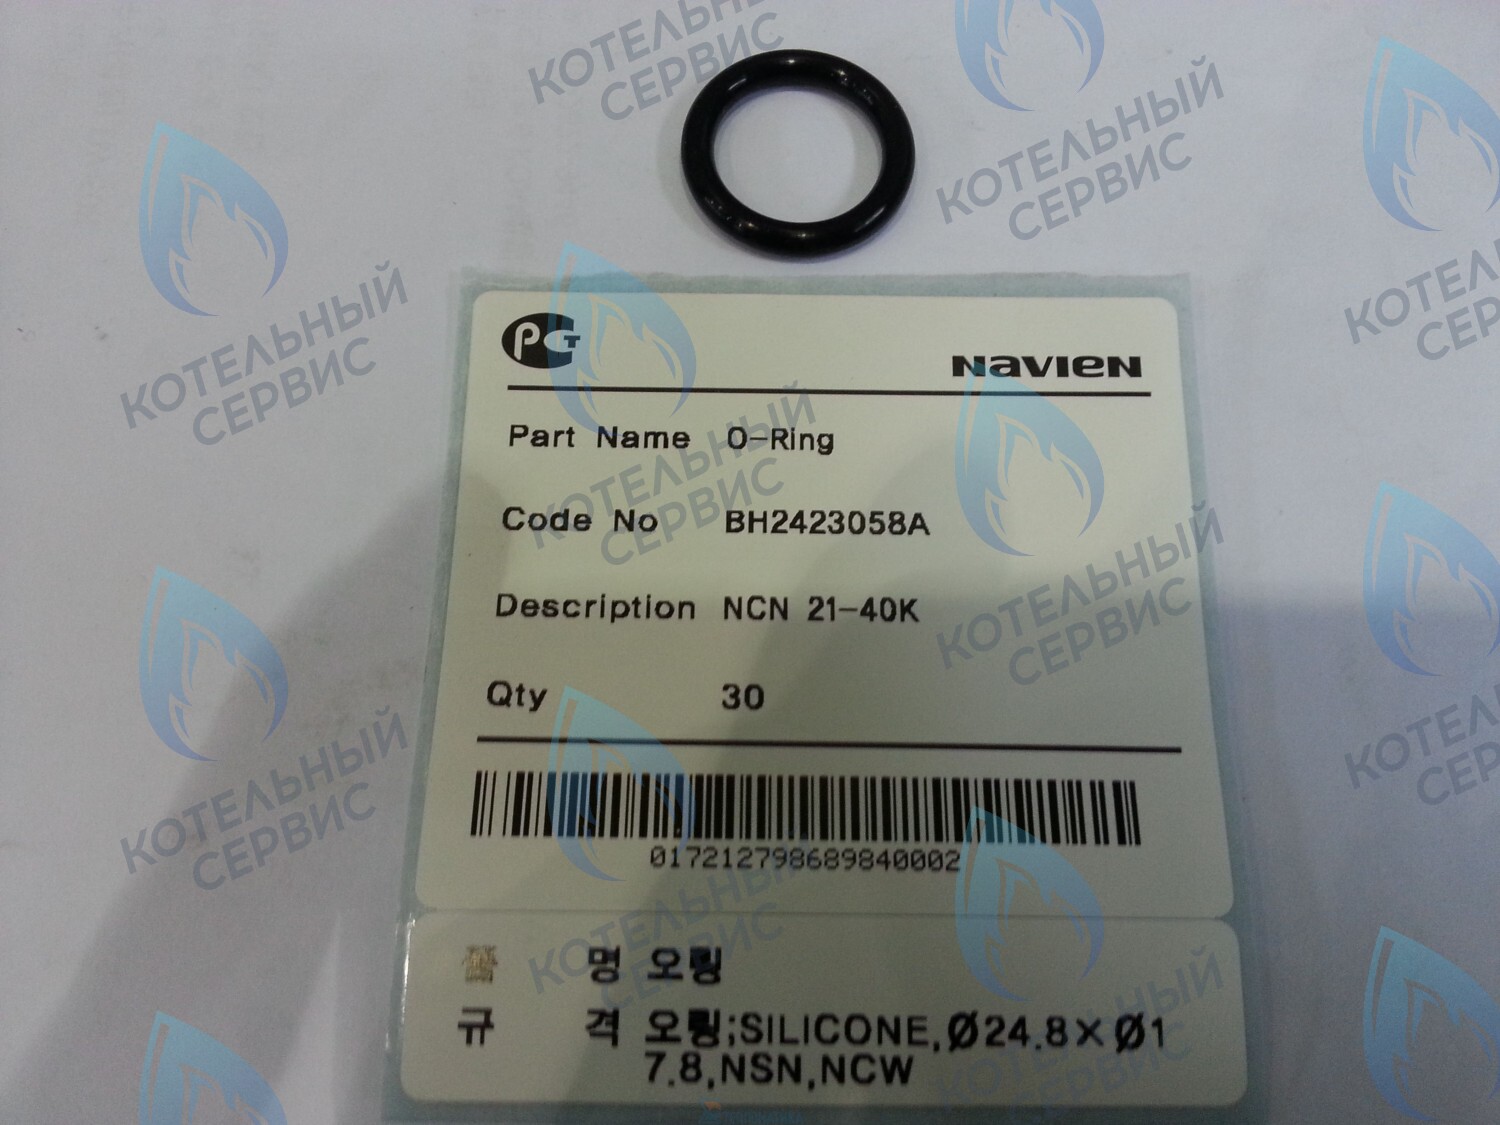 PCT
NAVIEN
Part Name O-Ring
Code No BH2423058A
Description NCN 21-40K
Qty 30
017212798689840002
품 명 오링
규 격 오링;SILICONE,Ø24.8×Ø1
7.8,NSN,NCW
КОТЕЛЬНЫЙ
СЕРВИС